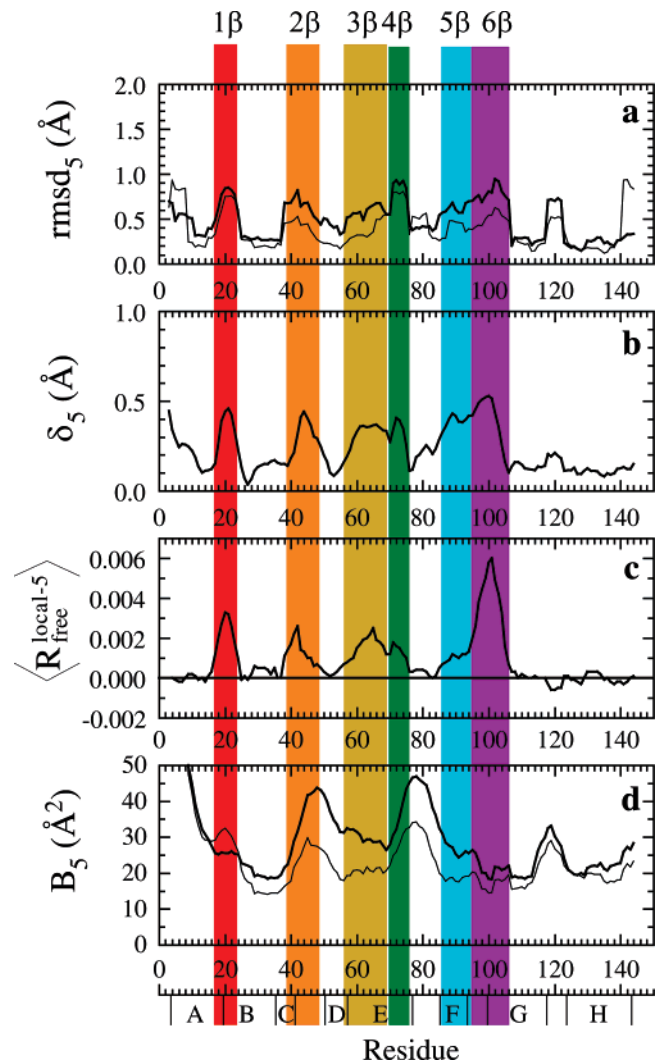 1β 2β 3β 4β 5β 6β
a
rmsd5 (Å)
2.0
1.5
1.0
0.5
0.0
0 20 40 60 80 100 120 140
b
δ5 (Å)
1.0
0.5
0.0
0 20 40 60 80 100 120 140
c
⟨R local-5 free⟩
0.006
0.004
0.002
0.000
-0.002
0 20 40 60 80 100 120 140
d
B5 (Å2)
50
40
30
20
10
0
0 20 40 60 80 100 120 140
A B C D E F G H
Residue